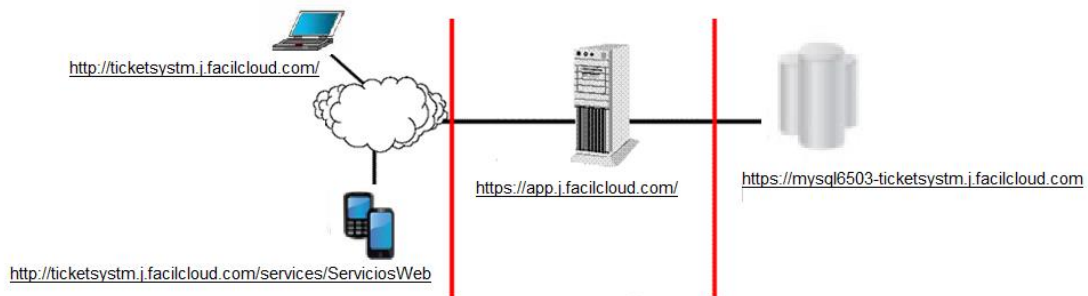 http://ticketsystm.j.facilcloud.com/
https://app.j.facilcloud.com/
https://mysql6503-ticketsystm.j.facilcloud.com
http://ticketsystm.j.facilcloud.com/services/ServiciosWeb